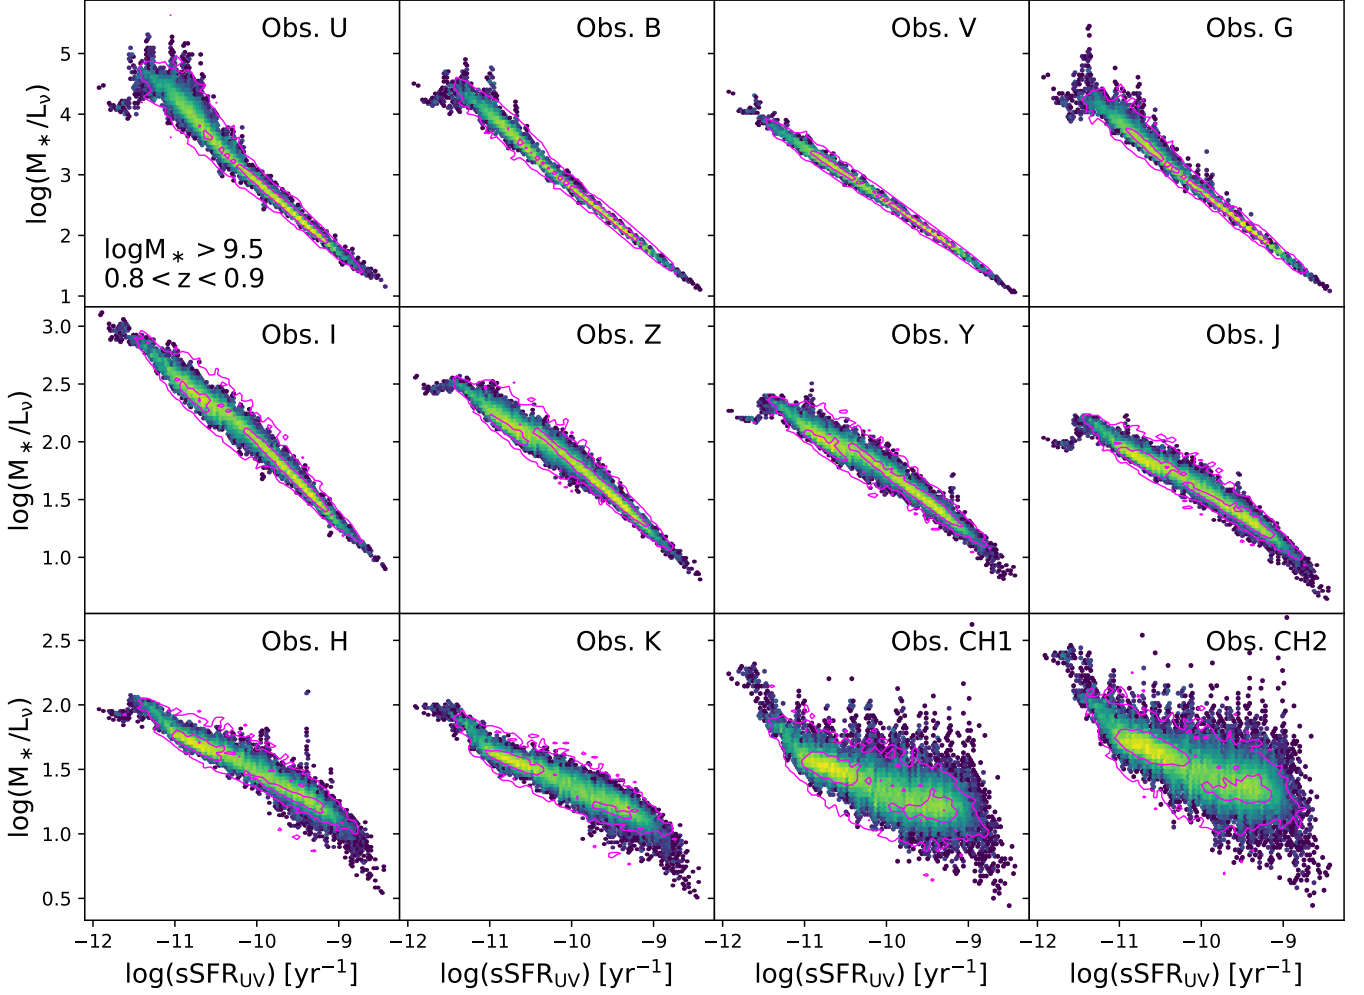 Obs. U
Obs. B
Obs. V
Obs. G
5
4
3
2
1
log(M∗/Lν)
logM∗ > 9.5
0.8 < z < 0.9
Obs. I
Obs. Z
Obs. Y
Obs. J
3.0
2.5
2.0
1.5
1.0
log(M∗/Lν)
Obs. H
Obs. K
Obs. CH1
Obs. CH2
2.5
2.0
1.5
1.0
0.5
log(M∗/Lν)
−12 −11 −10 −9 −12 −11 −10 −9 −12 −11 −10 −9 −12 −11 −10 −9
log(sSFR_UV) [yr⁻¹] log(sSFR_UV) [yr⁻¹] log(sSFR_UV) [yr⁻¹] log(sSFR_UV) [yr⁻¹]